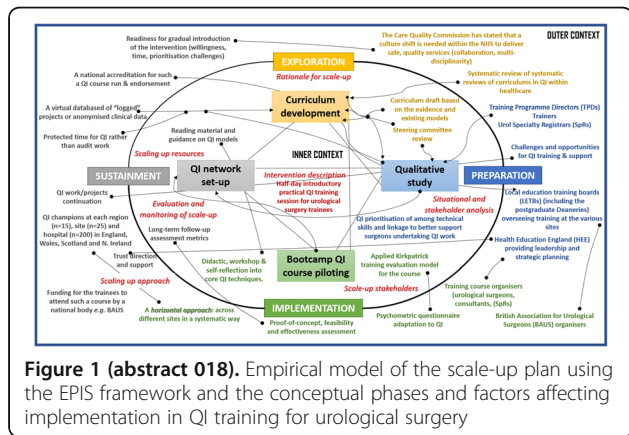 OUTER CONTEXT
Readiness for gradual introduction
of the intervention (willingness,
time, prioritisation challenges)
The Care Quality Commission has stated that a
culture shift is needed within the NHS to deliver
safe, quality services (collaboration, multi-
disciplinarity)
EXPLORATION
Rationale for scale-up
A national accreditation for such
a QI course run & endorsement
Systematic review of systematic
reviews of curriculums in QI within
healthcare
Curriculum
development
A virtual databased of "logged"
projects or anonymised clinical data
Curriculum draft based on
the evidence and
existing models
Training Programme Directors (TPDs)
Trainers
Urol Specialty Registrars (SpRs)
Protected time for QI rather
than audit work
Reading material and
guidance on QI models
Steering committee
review
Scaling up resources
INNER CONTEXT
Challenges and opportunities
for QI training & support
SUSTAINMENT
QI network
set-up
Intervention description
Half-day introductory
practical QI training
session for urological
surgery trainees
Qualitative
study
PREPARATION
QI work/projects
continuation
Evaluation and
monitoring of scale-up
Situational and
stakeholder analysis
Local education training boards
(LETBs) (including the
postgraduate Deaneries)
overseeing training at the various
sites
QI champions at each region
(n=15), site (n=25) and
hospital (n=200) in England,
Wales, Scotland and N. Ireland
Long-term follow-up
assessment metrics
QI prioritisation of among technical
skills and linkage to better support
surgeons undertaking QI work
Trust direction
and support
Bootcamp QI
course piloting
Health Education England (HEE)
providing leadership and
strategic planning
Scaling up approach
Didactic, workshop &
self-reflection into
core QI techniques.
Applied Kirkpatrick
training evaluation model
for the course
Scale-up stakeholders
Training course organisers
(urological surgeons,
consultants, (SpRs)
Funding for the trainees to
attend such a course by a
national body e.g. BAUS
A horizontal approach: across
different sites in a systematic way
IMPLEMENTATION
Proof-of-concept, feasibility
and effectiveness assessment
Psychometric questionnaire
adaptation to QI
British Association for Urological
Surgeons (BAUS) organisers
Figure 1 (abstract 018). Empirical model of the scale-up plan using
the EPIS framework and the conceptual phases and factors affecting
implementation in QI training for urological surgery